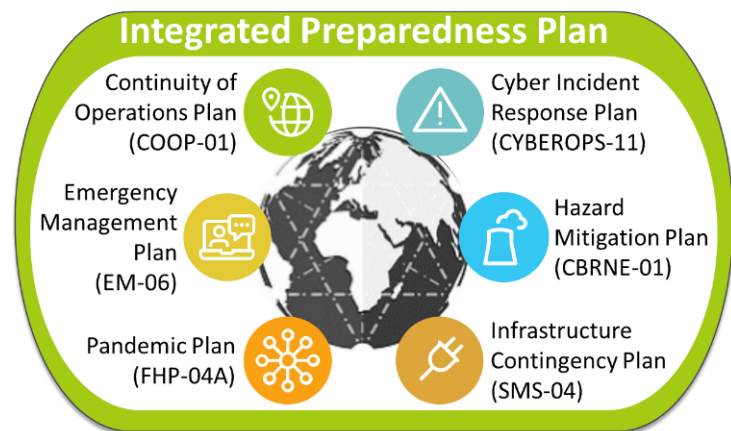 Integrated Preparedness Plan
Continuity of
Operations Plan
(COOP-01)
Cyber Incident
Response Plan
(CYBEROPS-11)
Emergency
Management
Plan
(EM-06)
Hazard
Mitigation Plan
(CBRNE-01)
Pandemic Plan
(FHP-04A)
Infrastructure
Contingency Plan
(SMS-04)